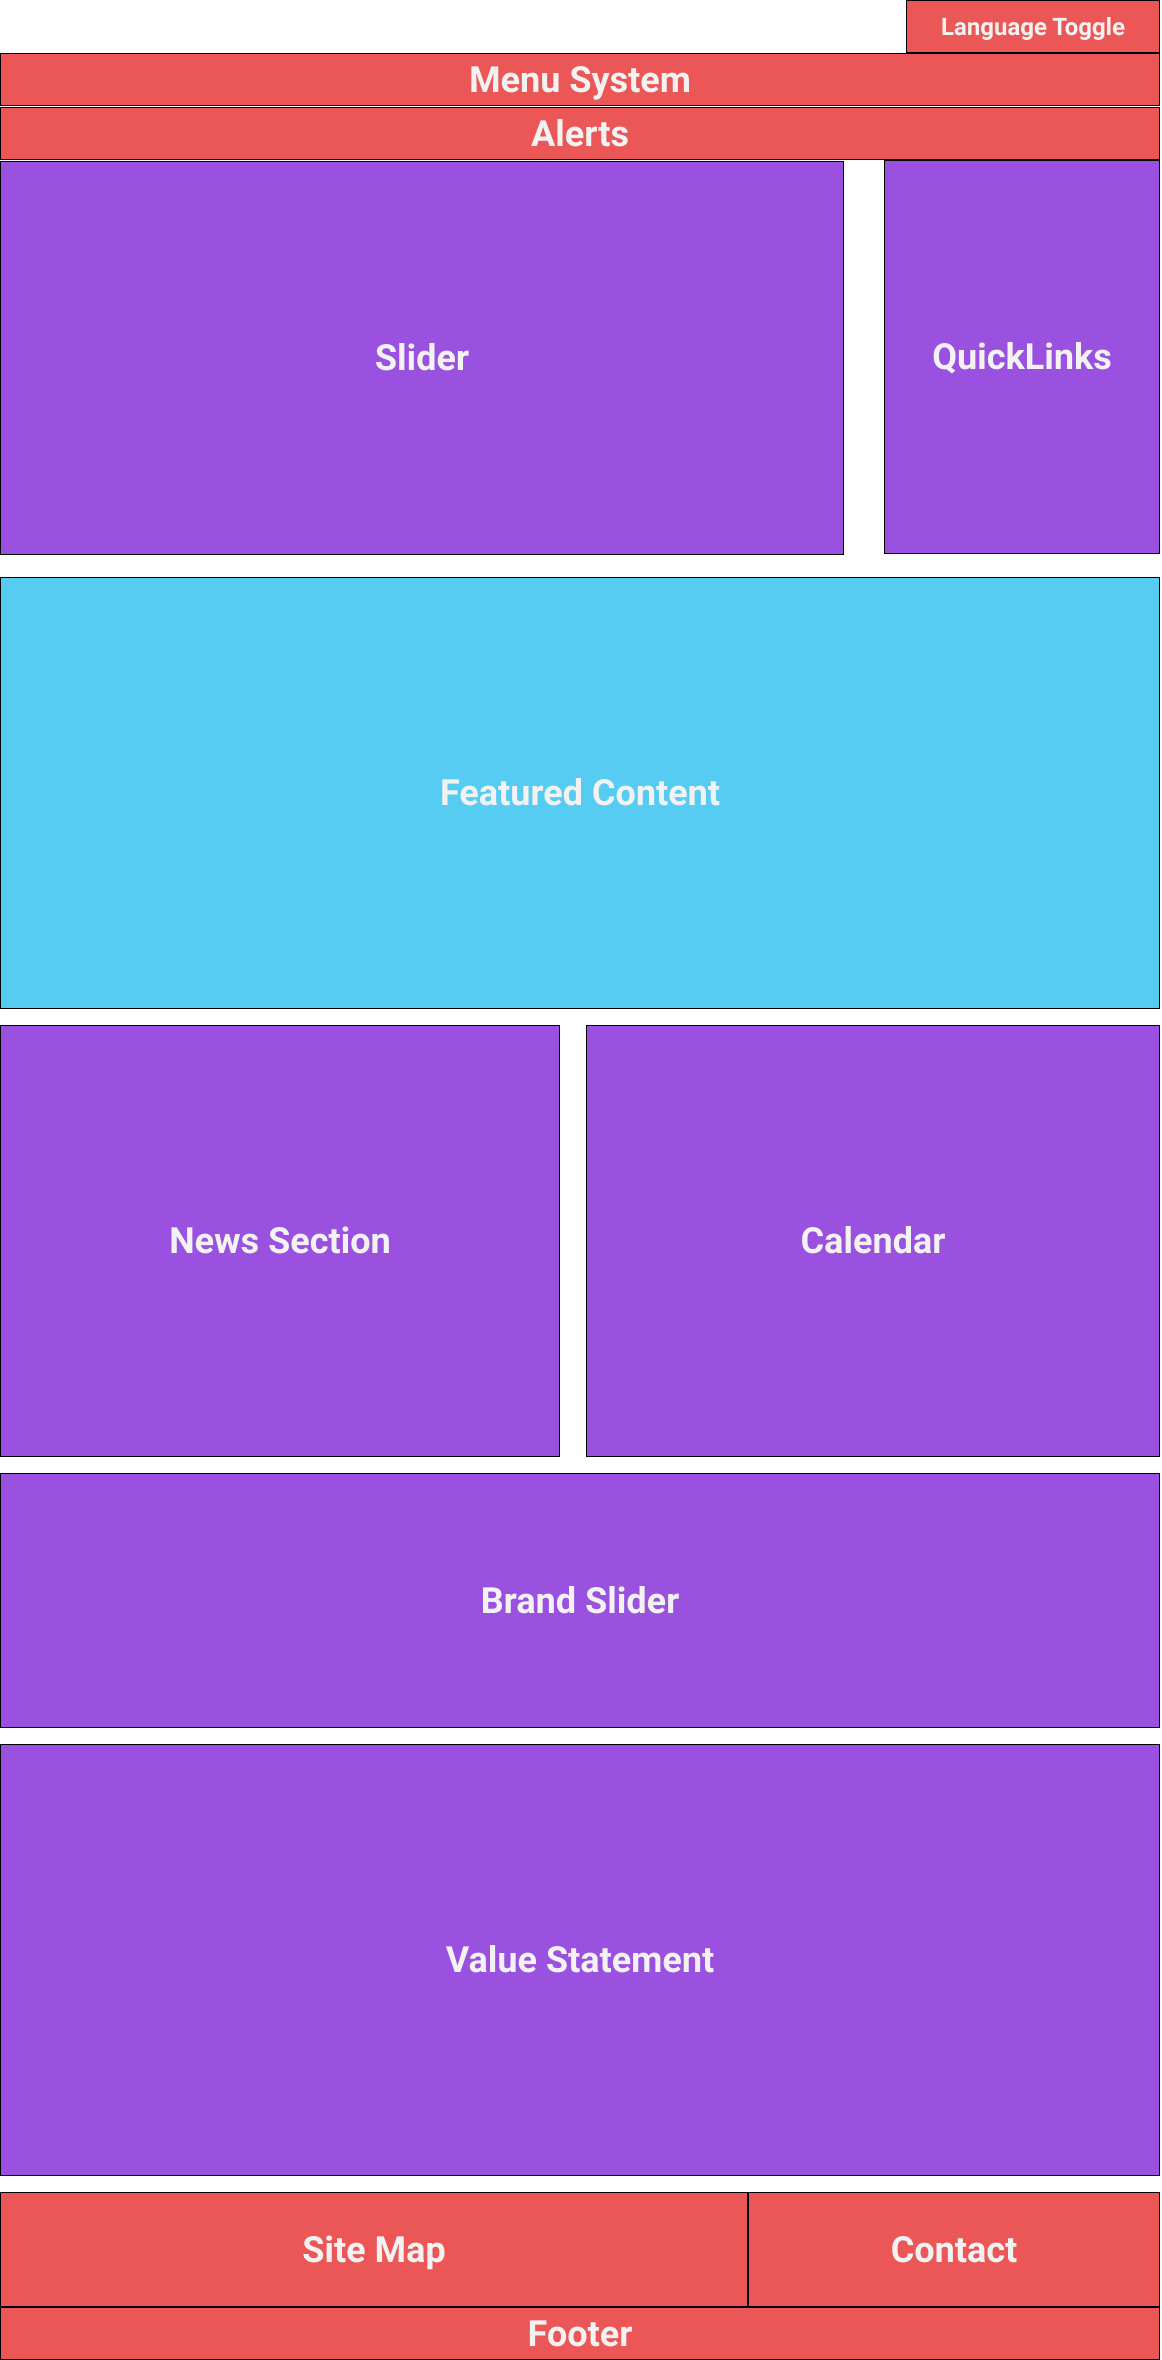 Language Toggle
Menu System
Alerts
Slider
QuickLinks
Featured Content
News Section
Calendar
Brand Slider
Value Statement
Site Map
Contact
Footer